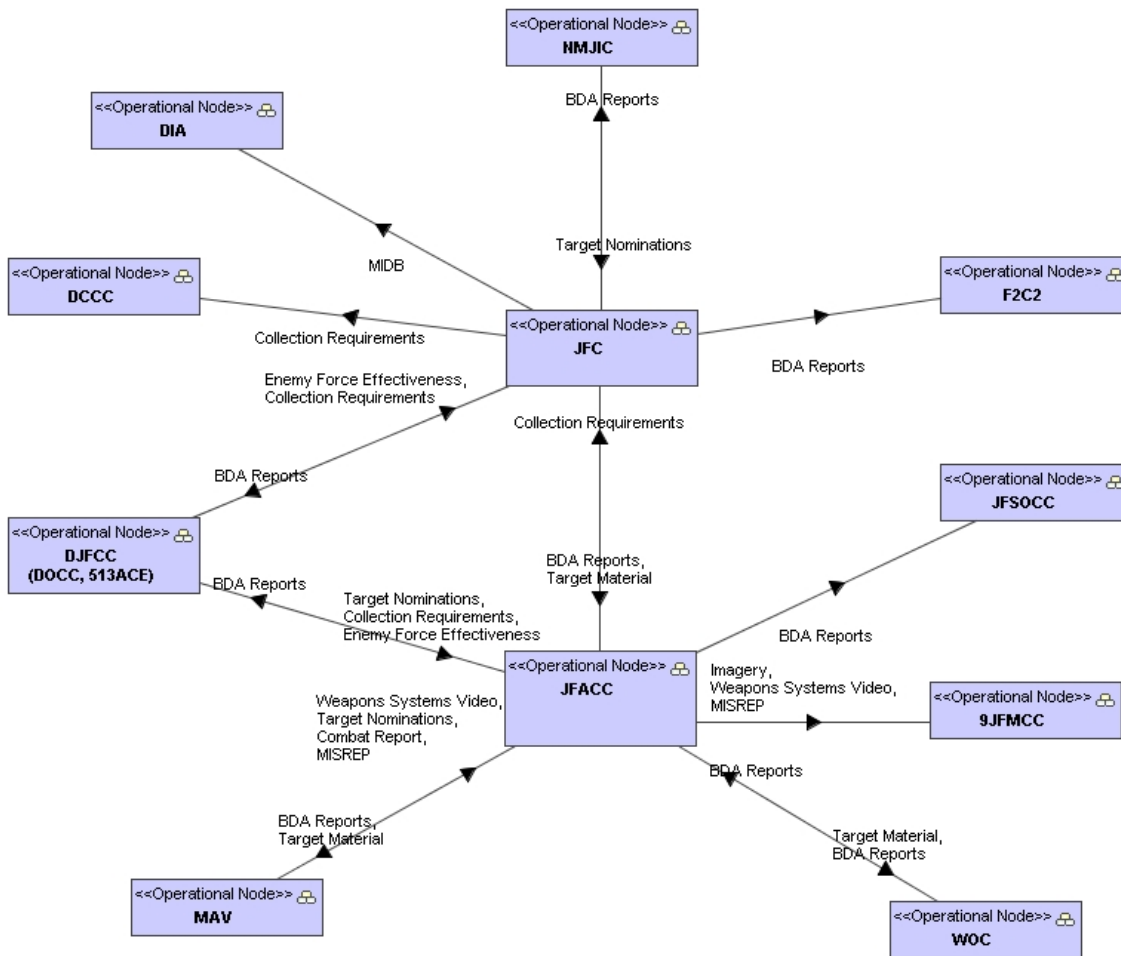 <<Operational Node>>
NMJIC
BDA Reports
<<Operational Node>>
DIA
Target Nominations
MIDB
<<Operational Node>>
DCCC
<<Operational Node>>
F2C2
<<Operational Node>>
JFC
Collection Requirements
BDA Reports
Enemy Force Effectiveness,
Collection Requirements
Collection Requirements
BDA Reports
<<Operational Node>>
JFSOCC
<<Operational Node>>
DJFCC
(DOCC, 513ACE)
BDA Reports,
Target Material
BDA Reports
Target Nominations,
Collection Requirements,
Enemy Force Effectiveness
BDA Reports
<<Operational Node>>
JFACC
Imagery,
Weapons Systems Video,
MISREP
<<Operational Node>>
9JFMCC
Weapons Systems Video,
Target Nominations,
Combat Report,
MISREP
BDA Reports
BDA Reports,
Target Material
Target Material,
BDA Reports
<<Operational Node>>
MAV
<<Operational Node>>
WOC